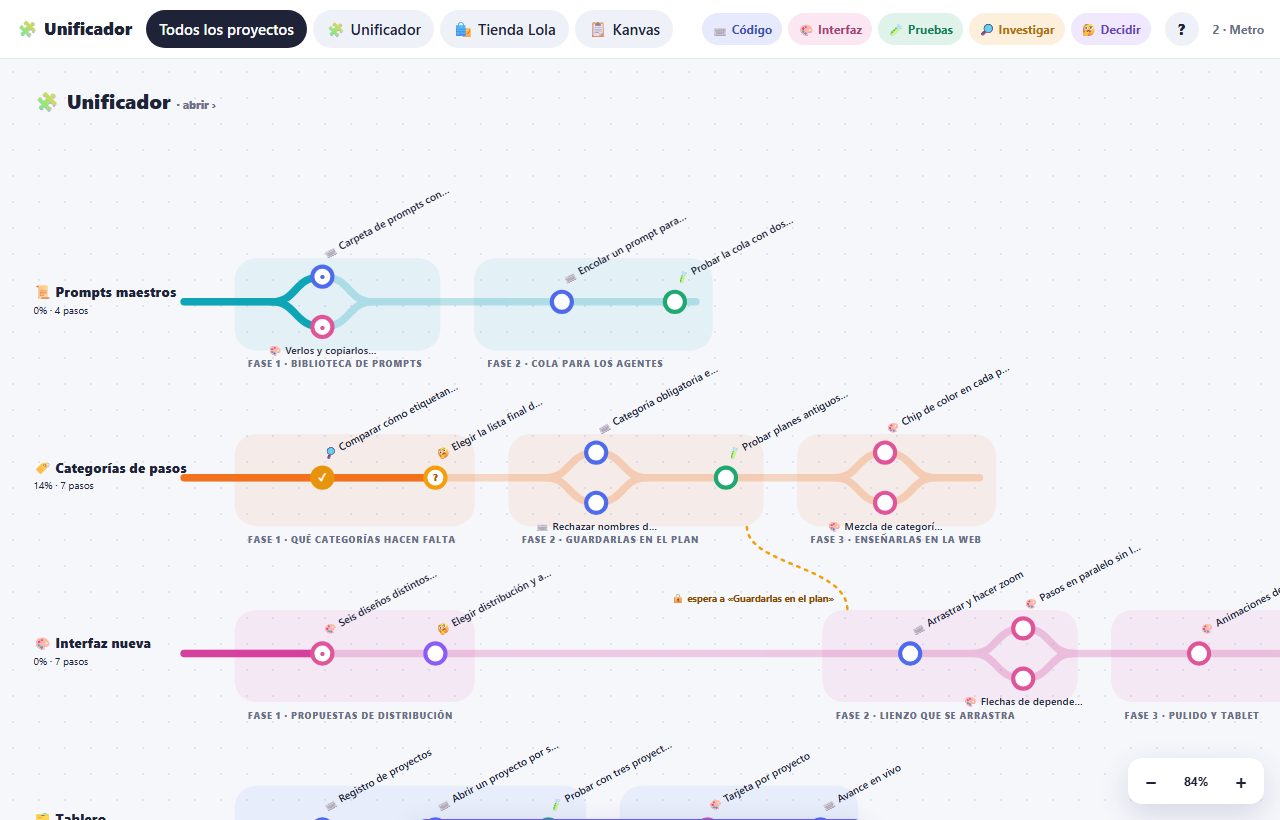 Unificador
Todos los proyectos
Unificador
Tienda Lola
Kanvas
Código
Interfaz
Pruebas
Investigar
Decidir
?
2 · Metro
Unificador · abrir ›
Carpeta de prompts con...
Encolar un prompt para...
Probar la cola con dos...
Prompts maestros
0% · 4 pasos
Verlos y copiarlos...
FASE 1 · BIBLIOTECA DE PROMPTS
FASE 2 · COLA PARA LOS AGENTES
Comparar cómo etiquetan...
Elegir la lista final d...
Categoría obligatoria e...
Probar planes antiguos...
Chip de color en cada p...
Categorías de pasos
14% · 7 pasos
?
Rechazar nombres d...
Mezcla de categorí...
FASE 1 · QUÉ CATEGORÍAS HACEN FALTA
FASE 2 · GUARDARLAS EN EL PLAN
FASE 3 · ENSEÑARLAS EN LA WEB
espera a «Guardarlas en el plan»
Seis diseños distintos...
Elegir distribución y a...
Arrastrar y hacer zoom
Pasos en paralelo sin l...
Animaciones de
Interfaz nueva
0% · 7 pasos
Flechas de depende...
FASE 1 · PROPUESTAS DE DISTRIBUCIÓN
FASE 2 · LIENZO QUE SE ARRASTRA
FASE 3 · PULIDO Y TABLET
Registro de proyectos
Abrir un proyecto por s...
Probar con tres proyect...
Tarjeta por proyecto
Avance en vivo
Tablero
− 84% +